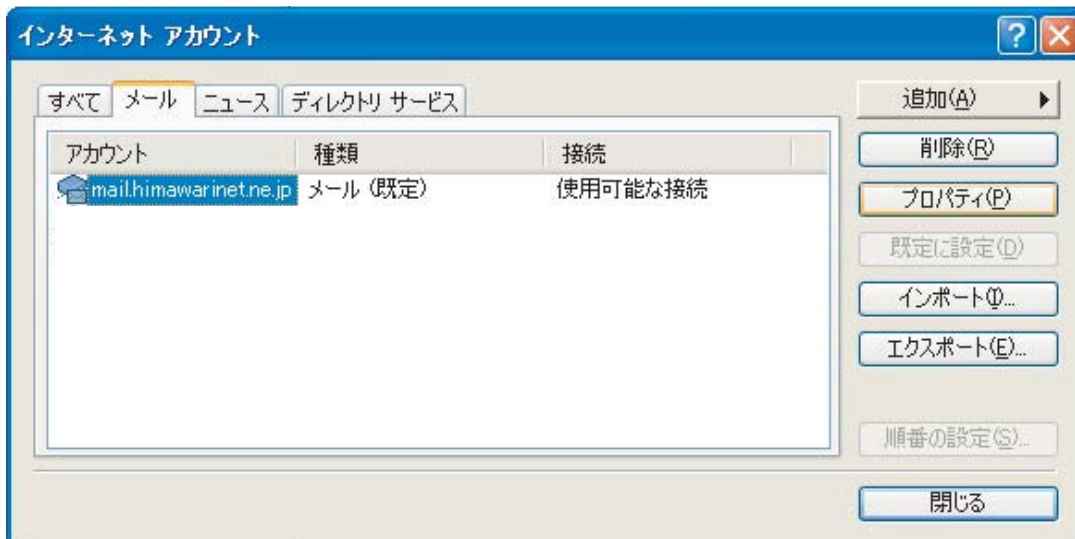 インターネット アカウント
すべて メール ニュース ディレクトリ サービス
アカウント 種類 接続
mail.himawarinet.ne.jp メール (既定) 使用可能な接続
追加(A)
削除(R)
プロパティ(P)
既定に設定(D)
インポート(I)...
エクスポート(E)...
順番の設定(S)...
閉じる